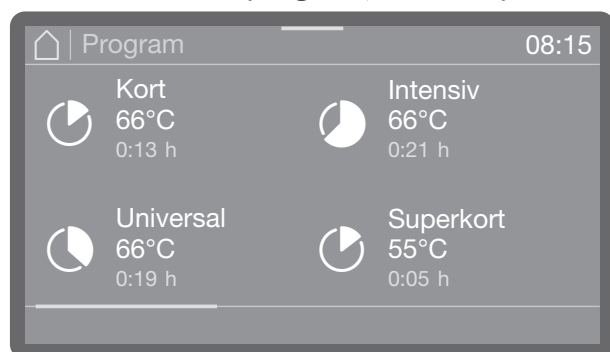 Program
08:15
Kort
66°C
0:13 h
Intensiv
66°C
0:21 h
Universal
66°C
0:19 h
Superkort
55°C
0:05 h